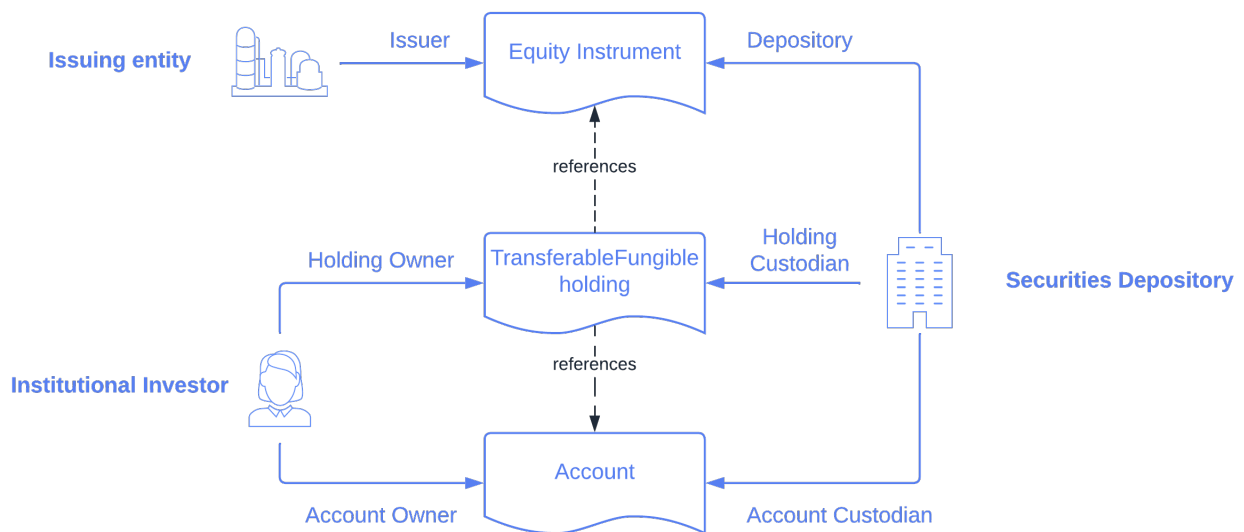 Issuer
Depository
Issuing entity
Equity Instrument
references
Holding Owner
TransferableFungible
holding
Holding
Custodian
Securities Depository
references
Institutional Investor
Account
Account Owner
Account Custodian